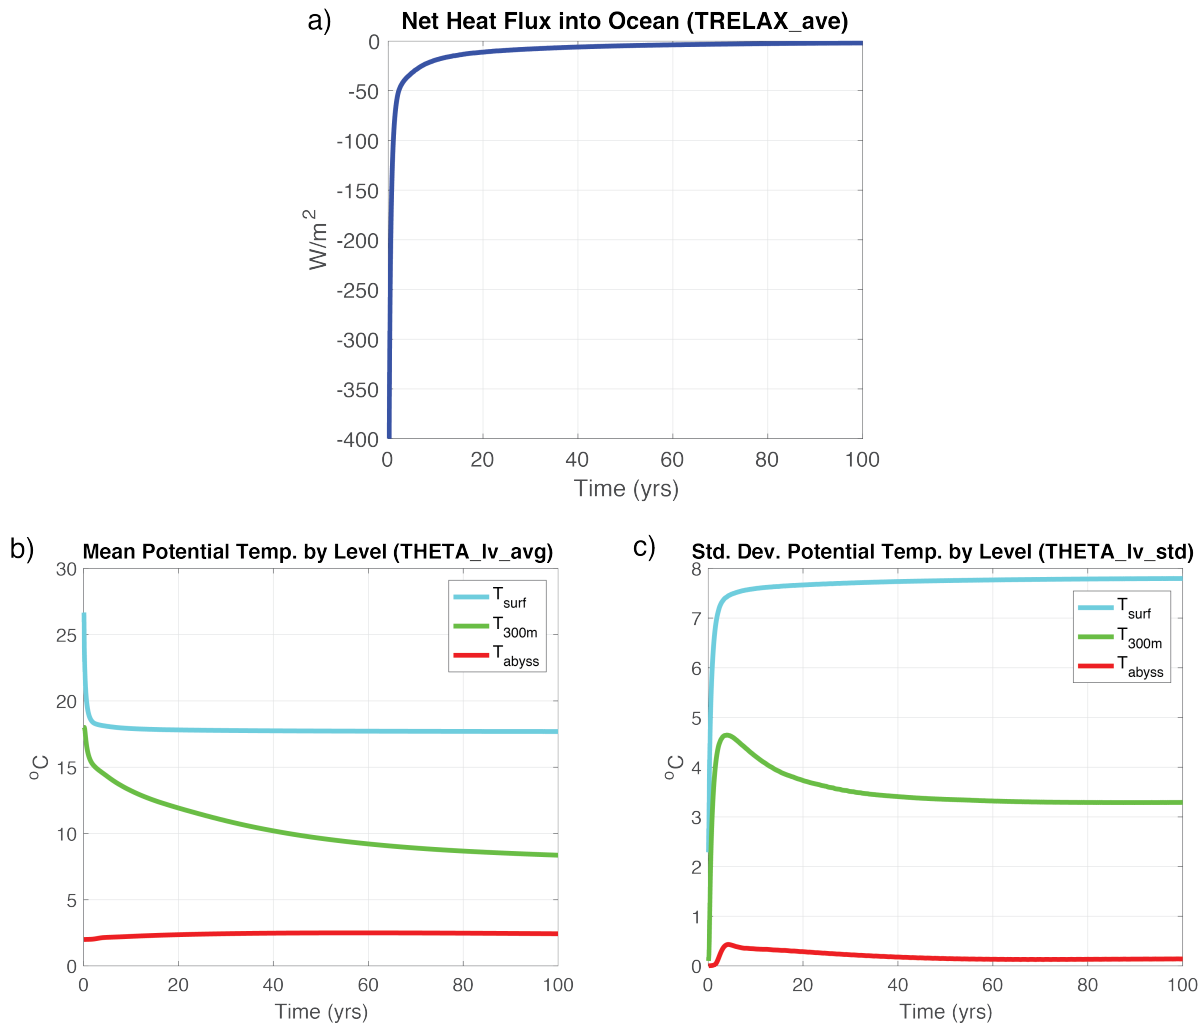 a)
Net Heat Flux into Ocean (TRELAX_ave)
0
-50
-100
-150
-200
-250
-300
-350
-400
W/m2
0 20 40 60 80 100
Time (yrs)
b)
Mean Potential Temp. by Level (THETA_lv_avg)
30
25
20
15
10
5
0
oC
Tsurf
T300m
Tabyss
0 20 40 60 80 100
Time (yrs)
c)
Std. Dev. Potential Temp. by Level (THETA_lv_std)
8
7
6
5
4
3
2
1
0
oC
Tsurf
T300m
Tabyss
0 20 40 60 80 100
Time (yrs)